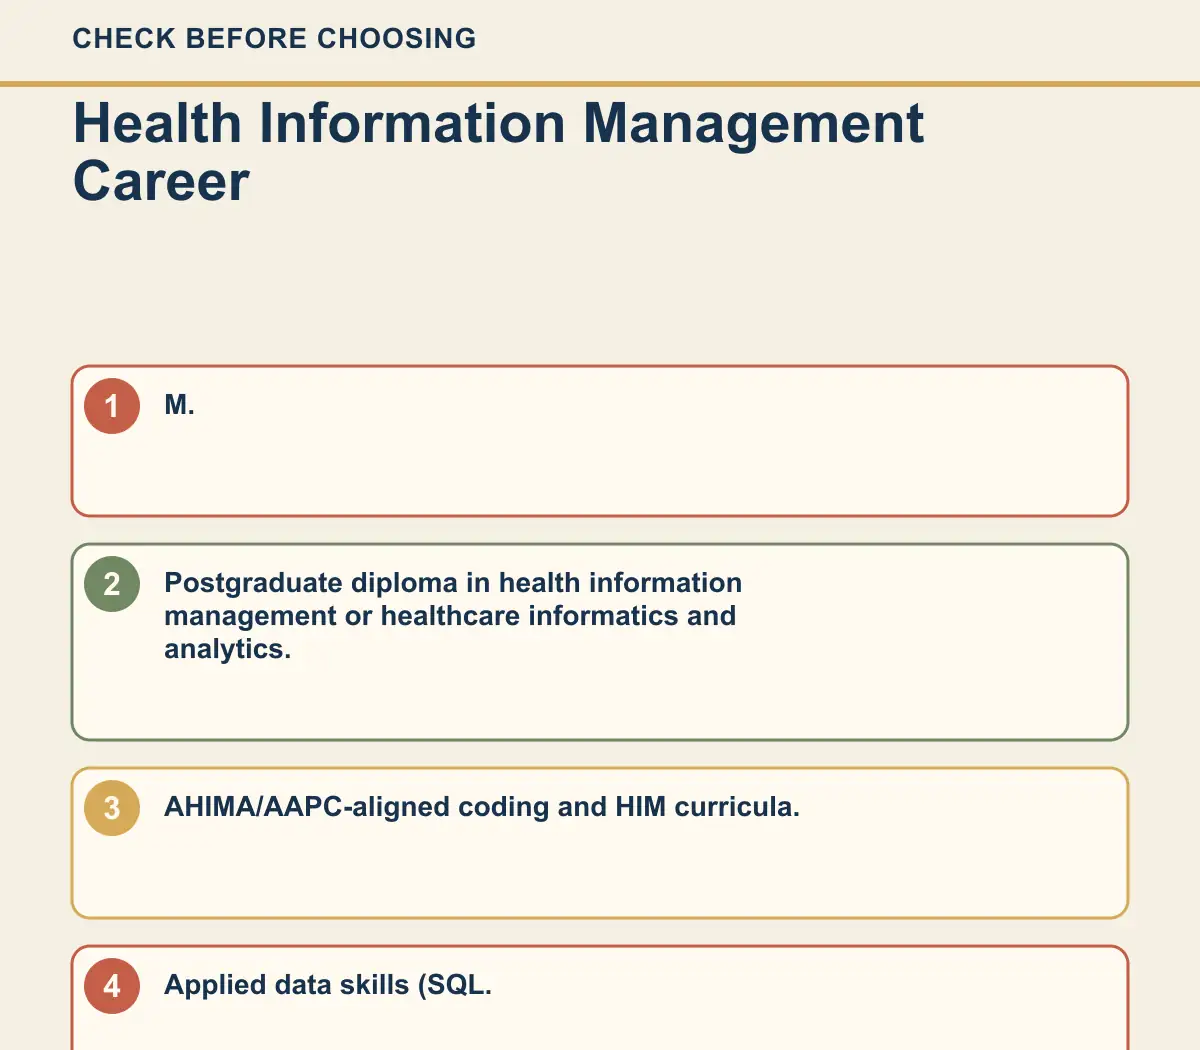 CHECK BEFORE CHOOSING
Health Information Management
Career
1
M.
2
Postgraduate diploma in health information
management or healthcare informatics and
analytics.
3
AHIMA/AAPC-aligned coding and HIM curricula.
4
Applied data skills (SQL.